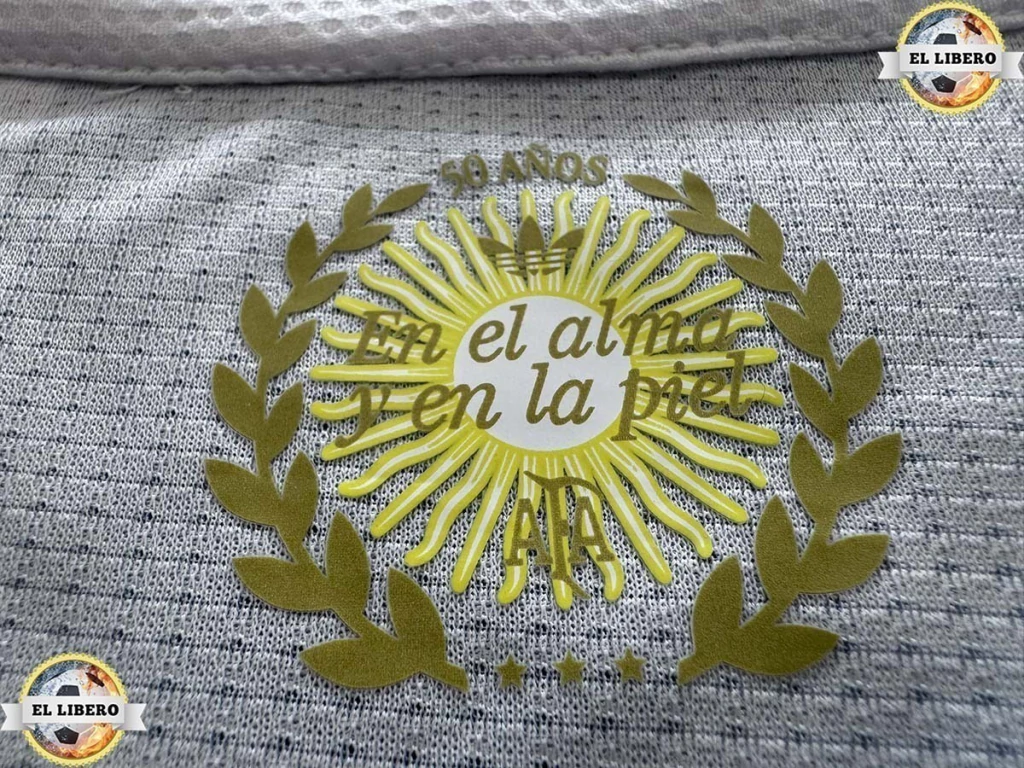 EL LIBERO
50 AÑOS
En el alma
y en la piel
AFA
EL LIBERO